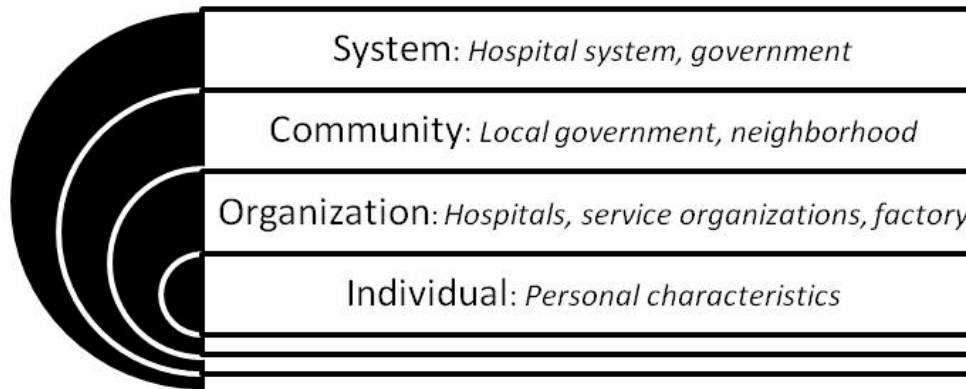 System: Hospital system, government
Community: Local government, neighborhood
Organization: Hospitals, service organizations, factory
Individual: Personal characteristics